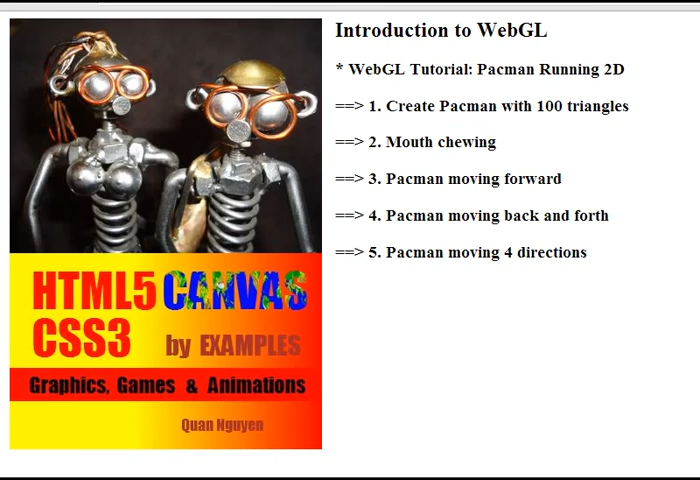 Introduction to WebGL
* WebGL Tutorial: Pacman Running 2D
==> 1. Create Pacman with 100 triangles
==> 2. Mouth chewing
==> 3. Pacman moving forward
==> 4. Pacman moving back and forth
==> 5. Pacman moving 4 directions
HTML5 CANVAS
CSS3 by EXAMPLES
Graphics, Games & Animations
Quan Nguyen